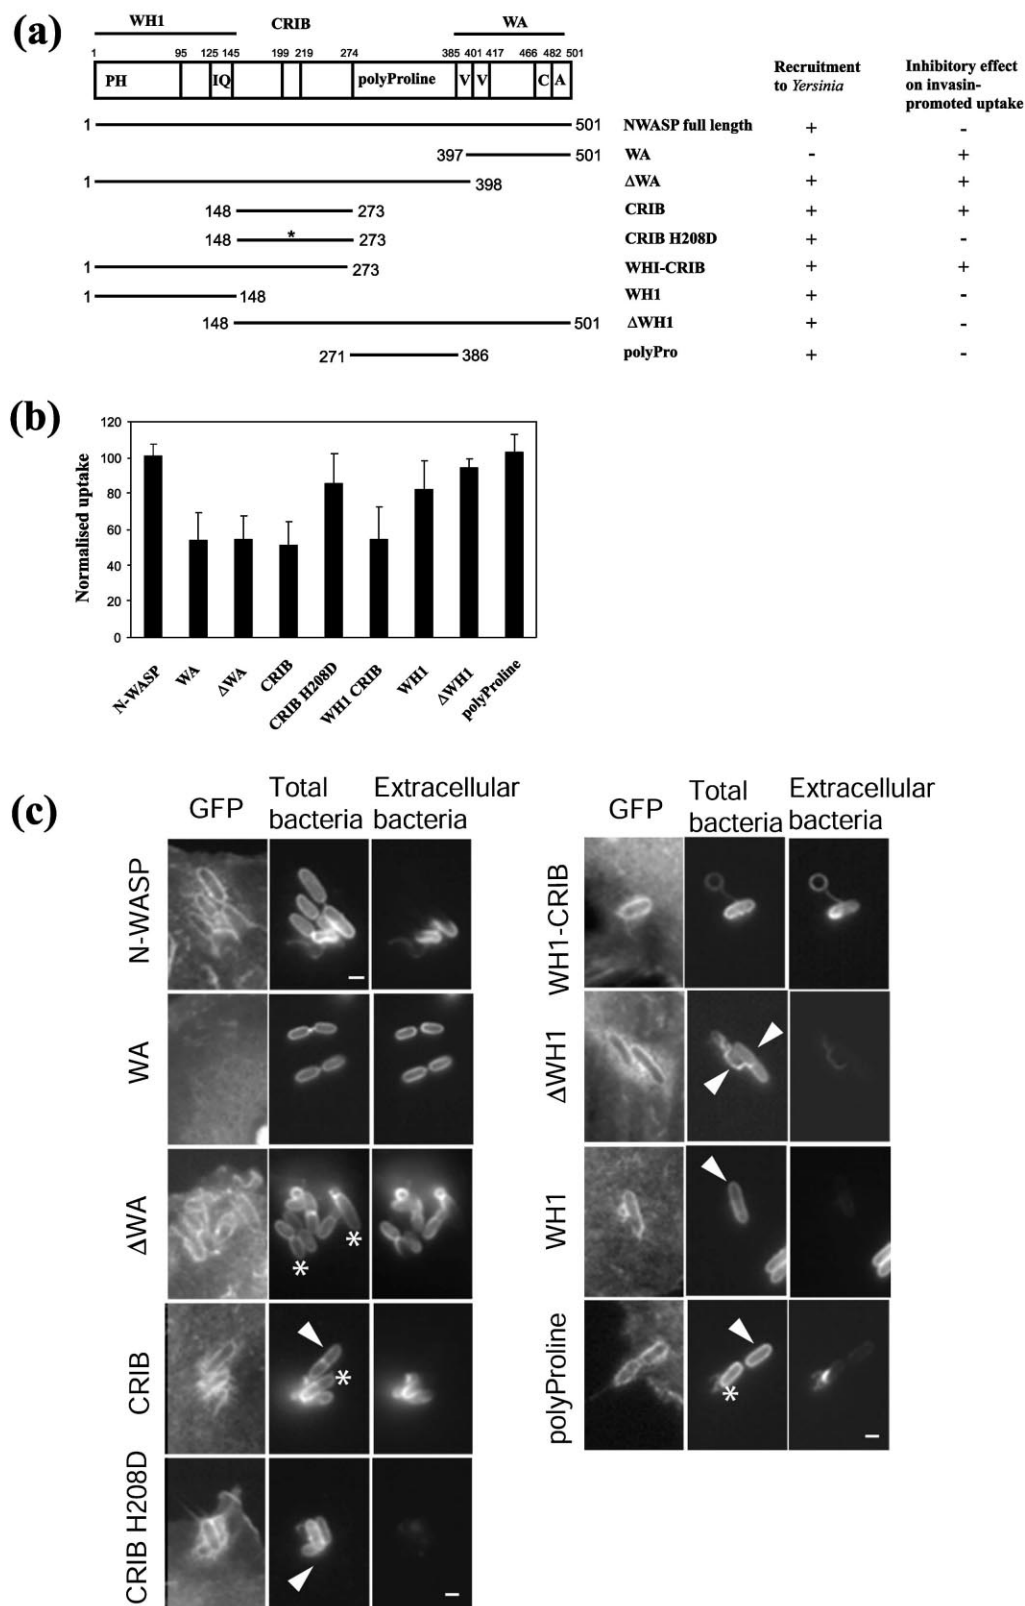 (a)
WH1 CRIB WA
1 95 125 145 199 219 274 385 401 417 466 482 501
PH IQ polyProline V V C A
Recruitment
to Yersinia
Inhibitory effect
on invasin-
promoted uptake
1 501 NWASP full length + -
397 501 WA - +
1 398 ΔWA + +
148 273 CRIB + +
148 * 273 CRIB H208D + -
1 273 WHI-CRIB + +
1 148 WH1 + -
148 501 ΔWH1 + -
271 386 polyPro + -
(b)
Normalised uptake
120
100
80
60
40
20
0
N-WASP
WA
ΔWA
CRIB
CRIB H208D
WH1 CRIB
WH1
ΔWH1
polyProline
(c)
GFP
Total
bacteria
Extracellular
bacteria
N-WASP
WA
ΔWA
*
*
CRIB
*
CRIB H208D
GFP
Total
bacteria
Extracellular
bacteria
WH1-CRIB
ΔWH1
WH1
polyProline
*